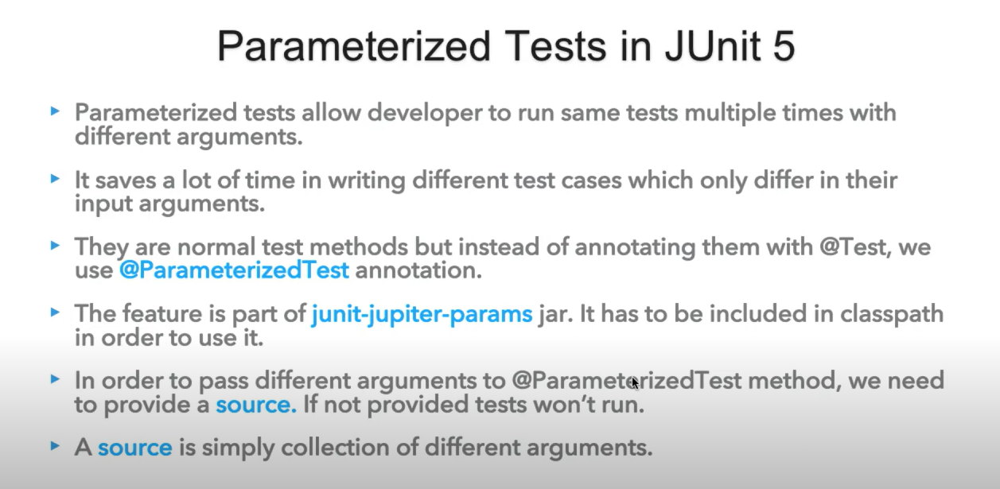 Parameterized Tests in JUnit 5
Parameterized tests allow developer to run same tests multiple times with
different arguments.
It saves a lot of time in writing different test cases which only differ in their
input arguments.
They are normal test methods but instead of annotating them with @Test, we
use @ParameterizedTest annotation.
The feature is part of junit-jupiter-params jar. It has to be included in classpath
in order to use it.
In order to pass different arguments to @ParameterizedTest method, we need
to provide a source. If not provided tests won’t run.
A source is simply collection of different arguments.